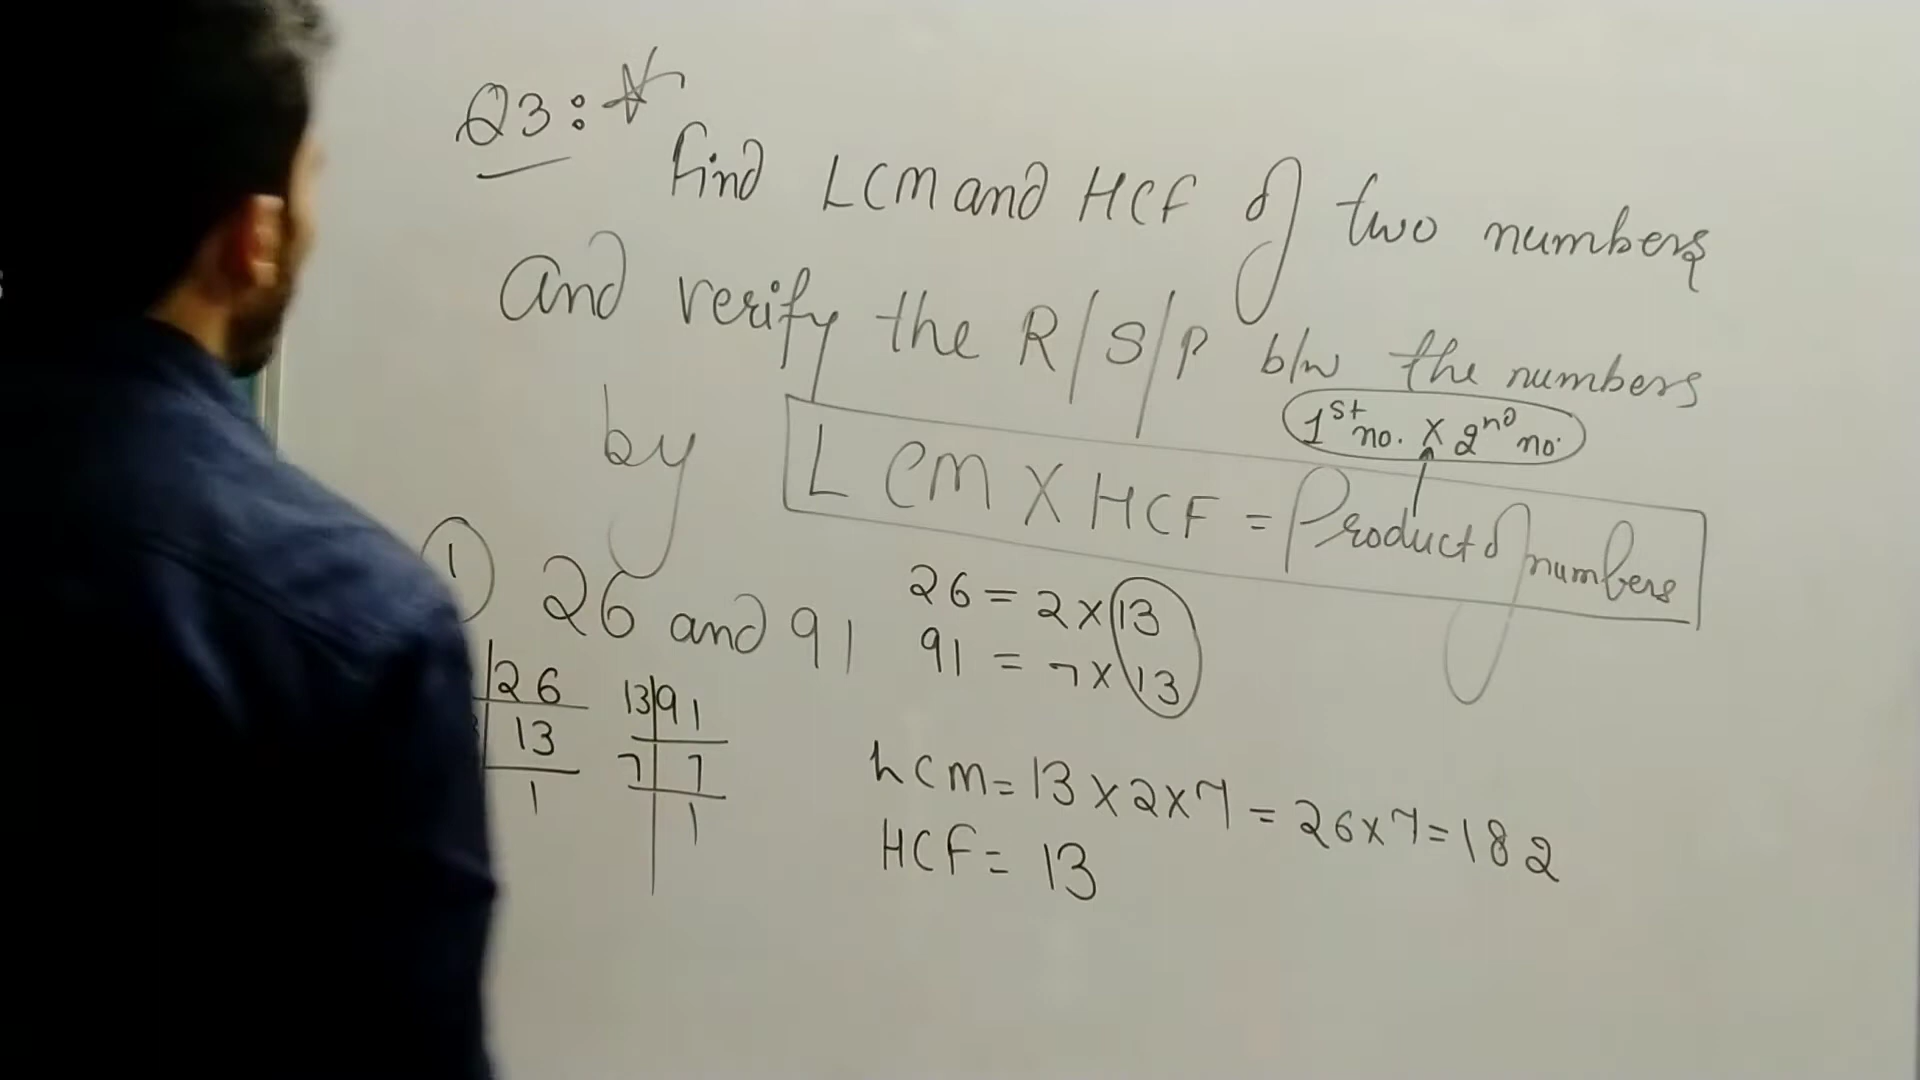 Q3:
find LCM and HCF of two numbers
and verify the R/S/P b/w the numbers
1st no. x 2nd no.
by LCM X HCF = Product of numbers
1 26 and 91
26 = 2 x 13
91 = 7 x 13
26
13
1
13 91
7 7
1
LCM = 13 x 2 x 7 = 26 x 7 = 182
HCF = 13